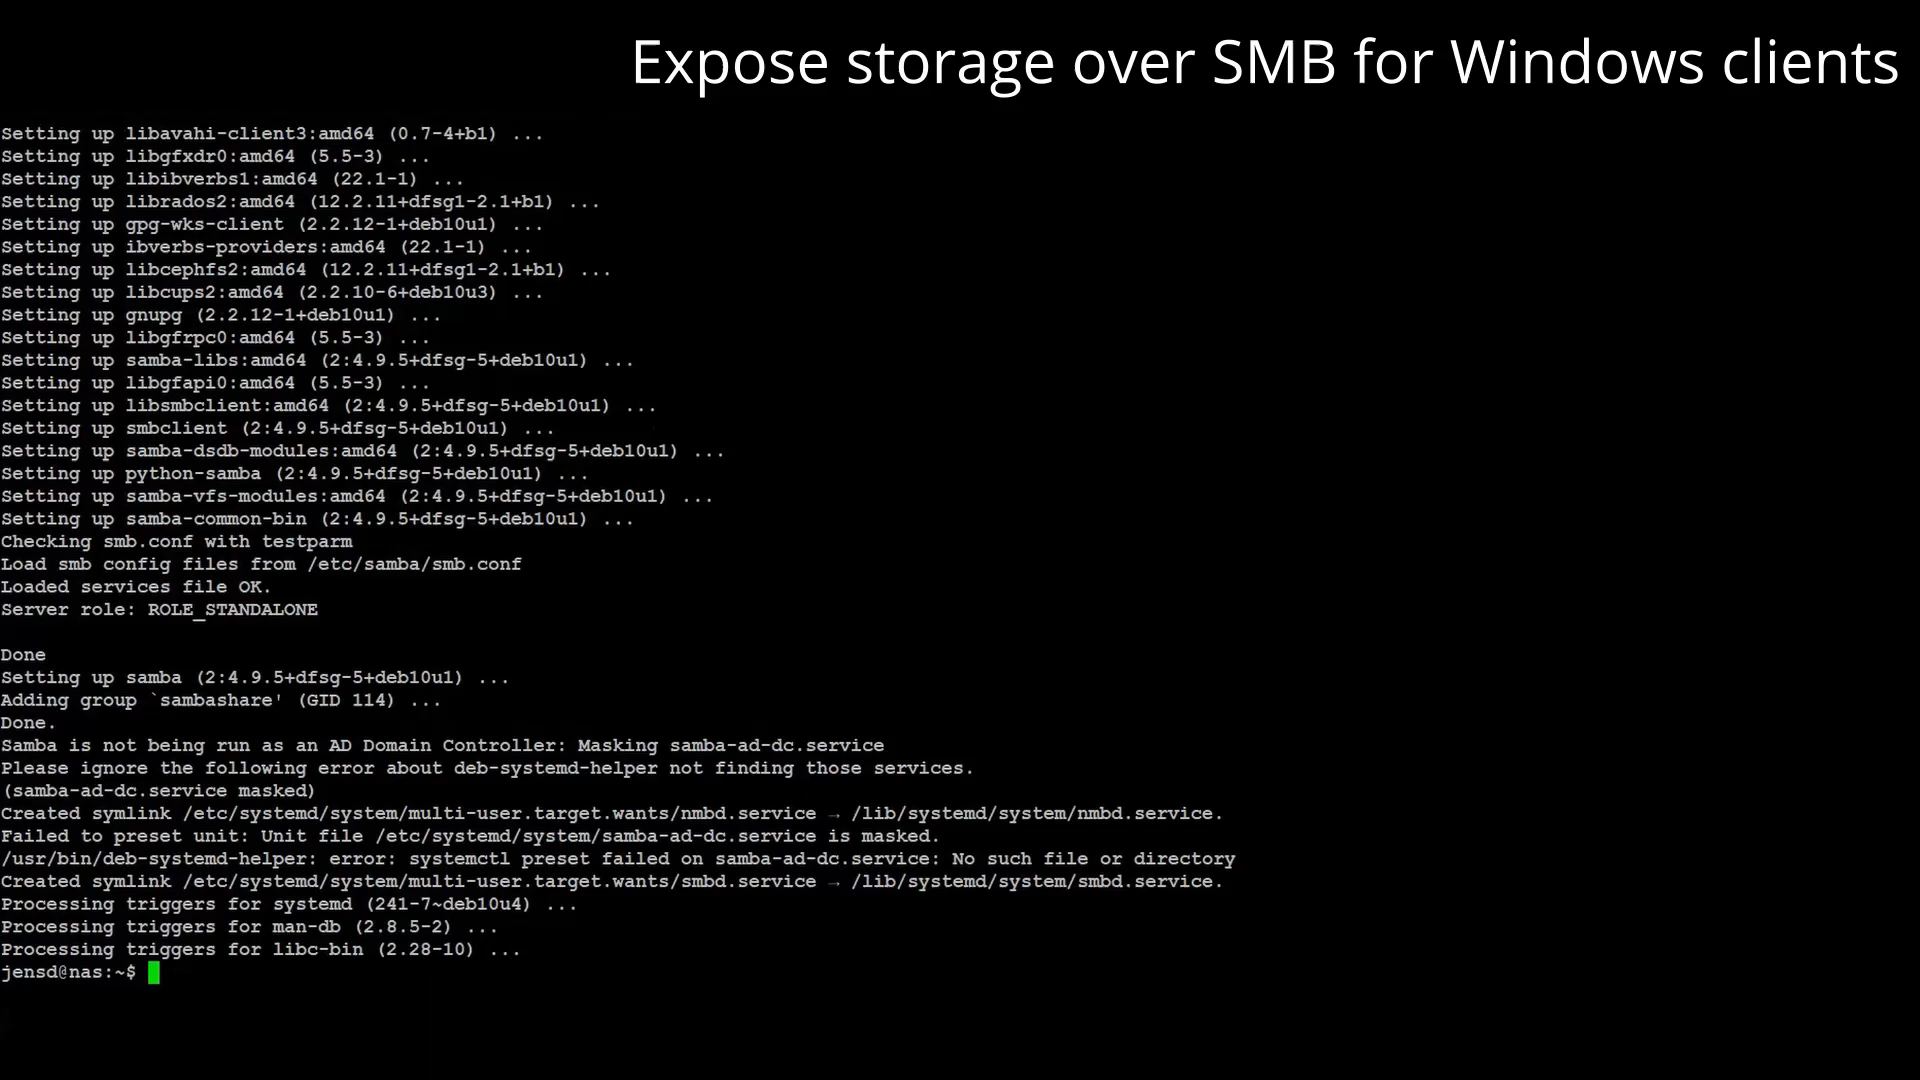 Expose storage over SMB for Windows clients
Setting up libavahi-client3:amd64 (0.7-4+b1) ...
Setting up libgfxdr0:amd64 (5.5-3) ...
Setting up libibverbs1:amd64 (22.1-1) ...
Setting up librados2:amd64 (12.2.11+dfsg1-2.1+b1) ...
Setting up gpg-wks-client (2.2.12-1+deb10u1) ...
Setting up ibverbs-providers:amd64 (22.1-1) ...
Setting up libcephfs2:amd64 (12.2.11+dfsg1-2.1+b1) ...
Setting up libcups2:amd64 (2.2.10-6+deb10u3) ...
Setting up gnupg (2.2.12-1+deb10u1) ...
Setting up libgfrpc0:amd64 (5.5-3) ...
Setting up samba-libs:amd64 (2:4.9.5+dfsg-5+deb10u1) ...
Setting up libgfapi0:amd64 (5.5-3) ...
Setting up libsmbclient:amd64 (2:4.9.5+dfsg-5+deb10u1) ...
Setting up smbclient (2:4.9.5+dfsg-5+deb10u1) ...
Setting up samba-dsdb-modules:amd64 (2:4.9.5+dfsg-5+deb10u1) ...
Setting up python-samba (2:4.9.5+dfsg-5+deb10u1) ...
Setting up samba-vfs-modules:amd64 (2:4.9.5+dfsg-5+deb10u1) ...
Setting up samba-common-bin (2:4.9.5+dfsg-5+deb10u1) ...
Checking smb.conf with testparm
Load smb config files from /etc/samba/smb.conf
Loaded services file OK.
Server role: ROLE_STANDALONE
Done
Setting up samba (2:4.9.5+dfsg-5+deb10u1) ...
Adding group `sambashare' (GID 114) ...
Done.
Samba is not being run as an AD Domain Controller: Masking samba-ad-dc.service
Please ignore the following error about deb-systemd-helper not finding those services.
(samba-ad-dc.service masked)
Created symlink /etc/systemd/system/multi-user.target.wants/nmbd.service → /lib/systemd/system/nmbd.service.
Failed to preset unit: Unit file /etc/systemd/system/samba-ad-dc.service is masked.
/usr/bin/deb-systemd-helper: error: systemctl preset failed on samba-ad-dc.service: No such file or directory
Created symlink /etc/systemd/system/multi-user.target.wants/smbd.service → /lib/systemd/system/smbd.service.
Processing triggers for systemd (241-7~deb10u4) ...
Processing triggers for man-db (2.8.5-2) ...
Processing triggers for libc-bin (2.28-10) ...
jensd@nas:~$